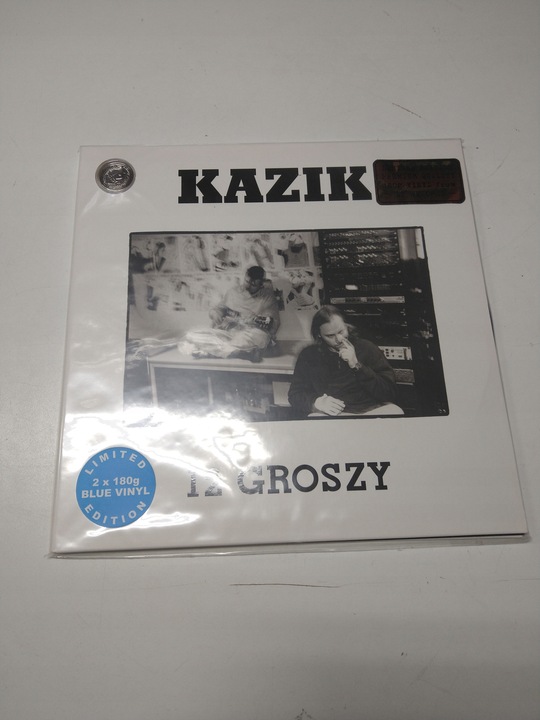 KAZIK
LIMITED
2 x 180g
BLUE VINYL
EDITION
12 GROSZY